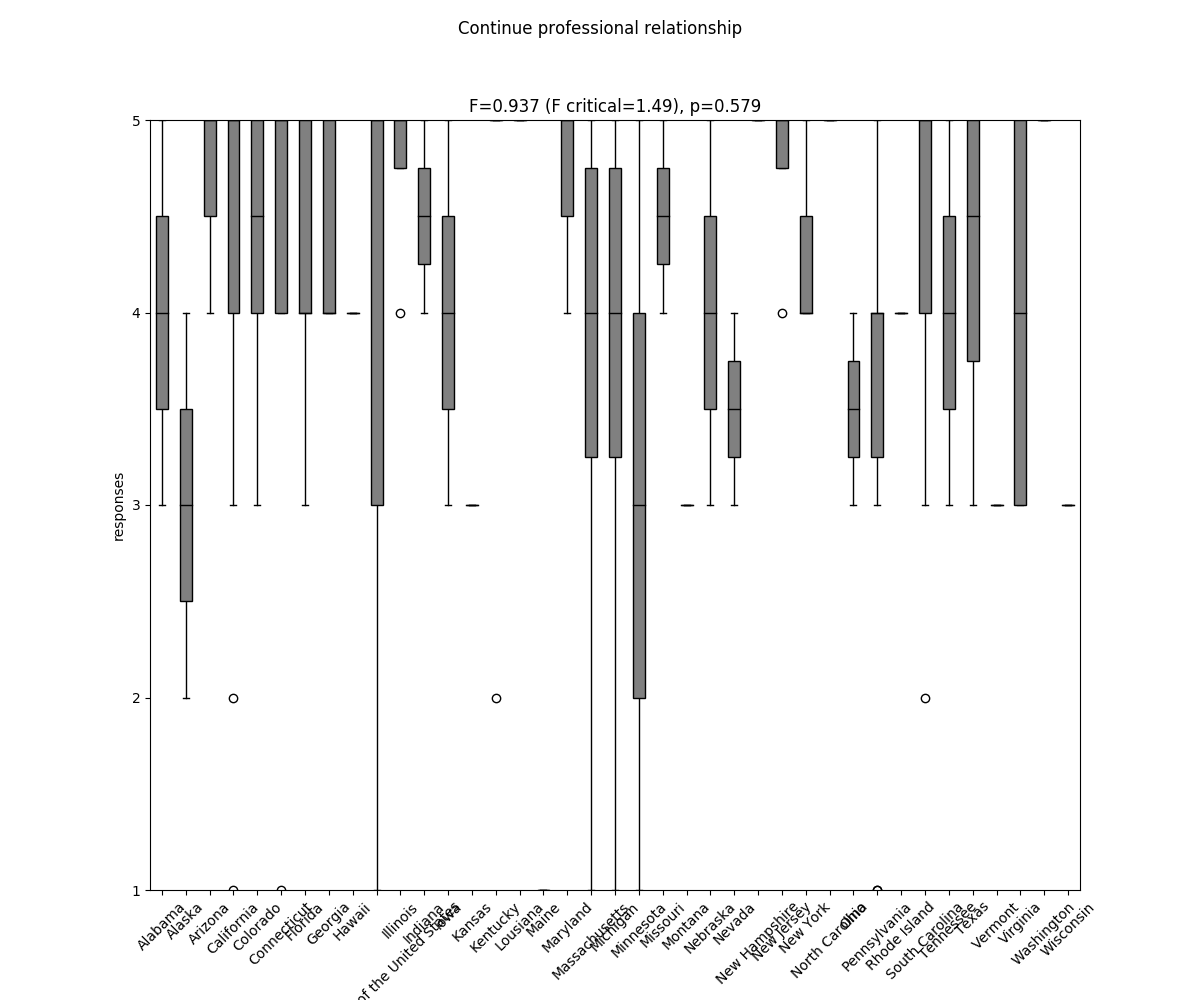 Continue professional relationship
F=0.937 (F critical=1.49), p=0.579
responses
5
4
3
2
1
Alabama
Alaska
Arizona
California
Colorado
Connecticut
Florida
Georgia
Hawaii
of the United States
Illinois
Indiana
Iowa
Kansas
Kentucky
Lousiana
Maine
Maryland
Massachusetts
Michigan
Minnesota
Missouri
Montana
Nebraska
Nevada
New Hampshire
New Jersey
New York
North Carolina
Ohio
Pennsylvania
Rhode Island
South Carolina
Tennessee
Texas
Vermont
Virginia
Washington
Wisconsin